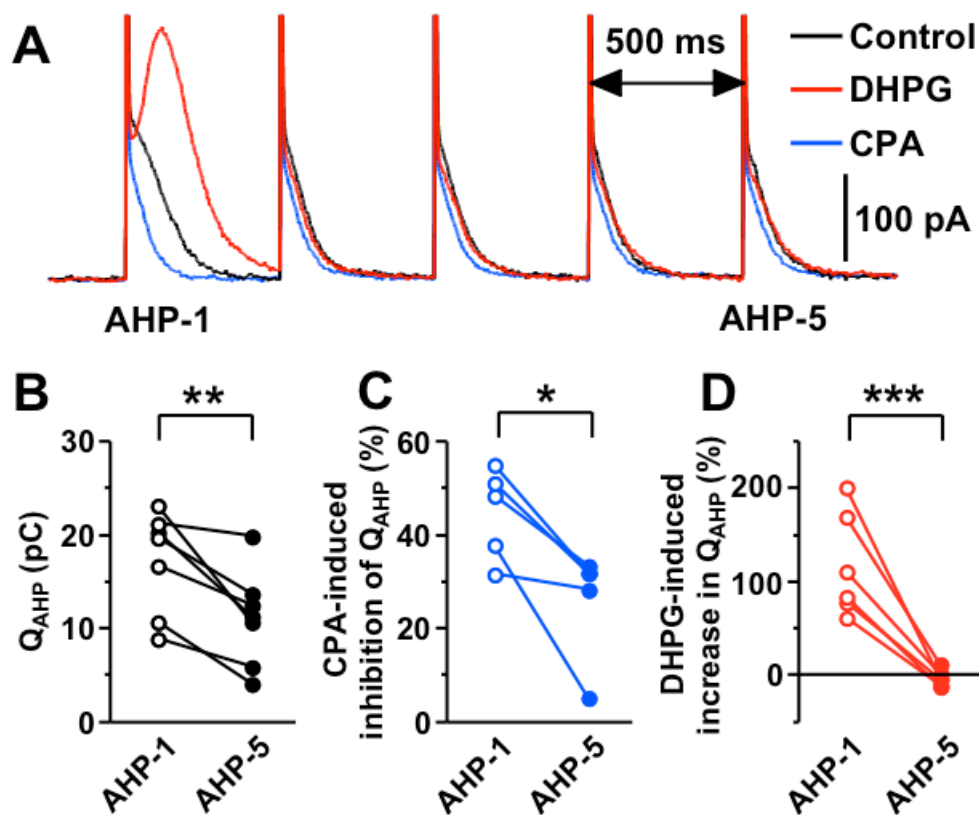 A
500 ms
Control
DHPG
CPA
100 pA
AHP-1
AHP-5
B
**
30
20
10
0
QAHP (pC)
AHP-1
AHP-5
C
*
60
40
20
0
CPA-induced
inhibition of QAHP (%)
AHP-1
AHP-5
D
***
200
100
0
DHPG-induced
increase in QAHP (%)
AHP-1
AHP-5